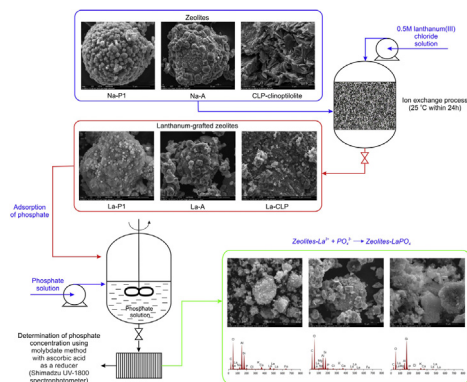 Zeolites
Na-P1
Na-A
CLP-clinoptilolite
0.5M lanthanum(III)
chloride
solution
Ion exchange process
(25 °C within 24h)
Lanthanum-grafted zeolites
La-P1
La-A
La-CLP
Adsorption
of phosphate
Phosphate
solution
Phosphate
solution
Zeolites-La³⁺ + PO₄³⁻ → Zeolites-LaPO₄
Determination of phosphate
concentration using
molybdate method
with ascorbic acid
as a reducer
(Shimadzu UV-1800
spectrophotometer)